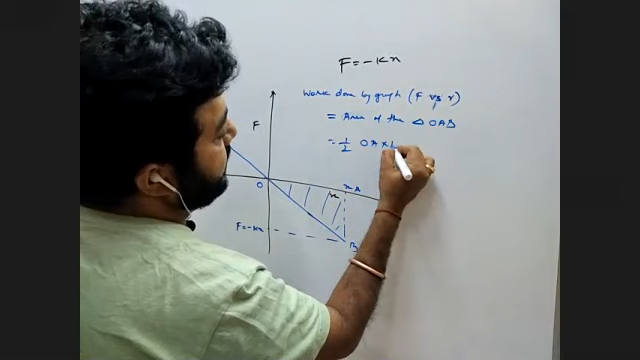 F = -Kx
Work done by graph (F vs r)
= Area of the △ OAB
= 1/2 OA ×
F
O
x A
x
F = -Kx
B